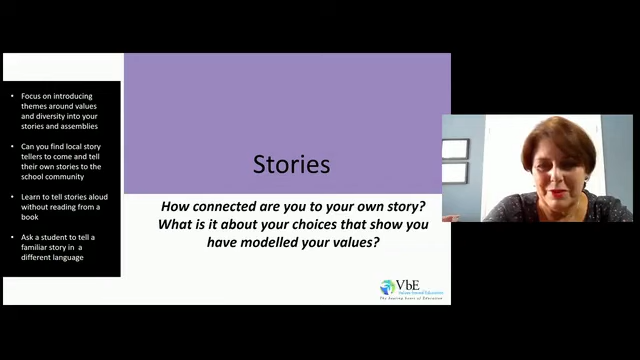 • Focus on introducing
themes around values
and diversity into your
stories and assemblies
• Can you find local story
tellers to come and tell
their own stories to the
school community
• Learn to tell stories aloud
without reading from a
book
• Ask a student to tell a
familiar story in a
different language
Stories
How connected are you to your own story?
What is it about your choices that show you
have modelled your values?
VbE